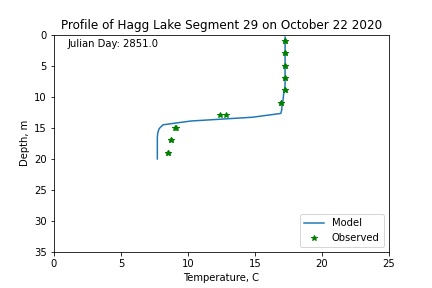 Profile of Hagg Lake Segment 29 on October 22 2020
Julian Day: 2851.0
0
5
10
15
20
25
30
35
Depth, m
0
5
10
15
20
25
Temperature, C
Model
Observed